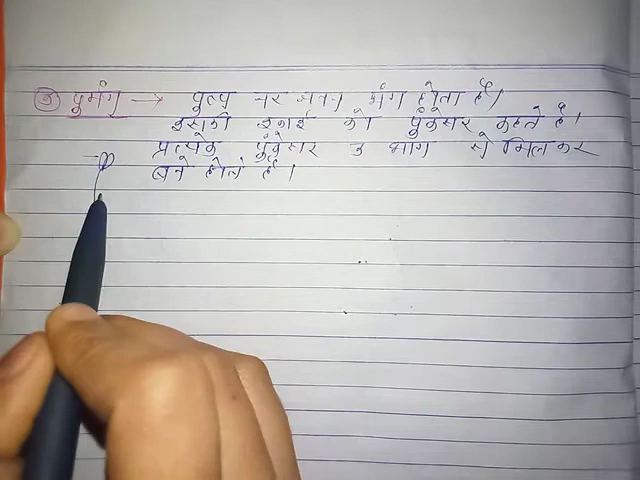 ③ पुमंग → पुष्प नर जनन अंग होता है।
इसकी इकाई को पुंकेसर कहते हैं।
प्रत्येक पुंकेसर 3 भाग से मिलकर
बने होते हैं।